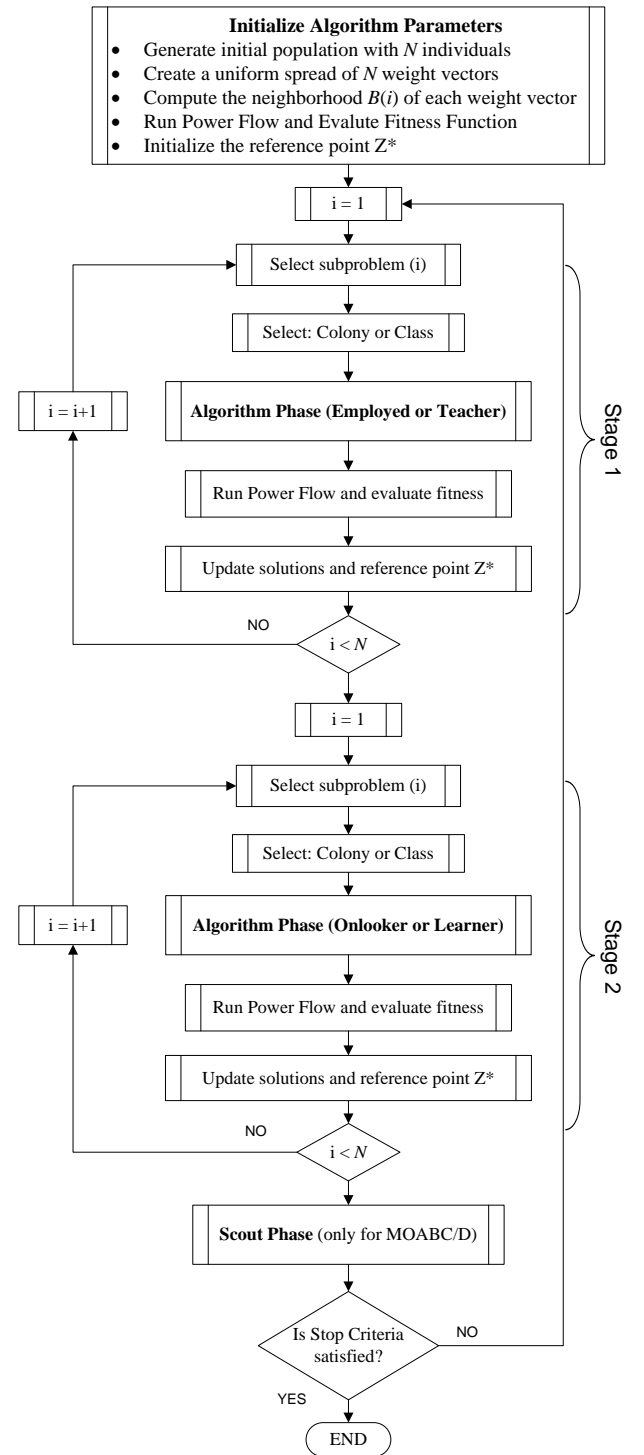 Initialize Algorithm Parameters
• Generate initial population with N individuals
• Create a uniform spread of N weight vectors
• Compute the neighborhood B(i) of each weight vector
• Run Power Flow and Evalute Fitness Function
• Initialize the reference point Z*
i = 1
Select subproblem (i)
Select: Colony or Class
i = i+1
Algorithm Phase (Employed or Teacher)
Run Power Flow and evaluate fitness
Update solutions and reference point Z*
NO
i < N
Stage 1
i = 1
Select subproblem (i)
Select: Colony or Class
i = i+1
Algorithm Phase (Onlooker or Learner)
Run Power Flow and evaluate fitness
Update solutions and reference point Z*
NO
i < N
Stage 2
Scout Phase (only for MOABC/D)
Is Stop Criteria
satisfied?
NO
YES
END